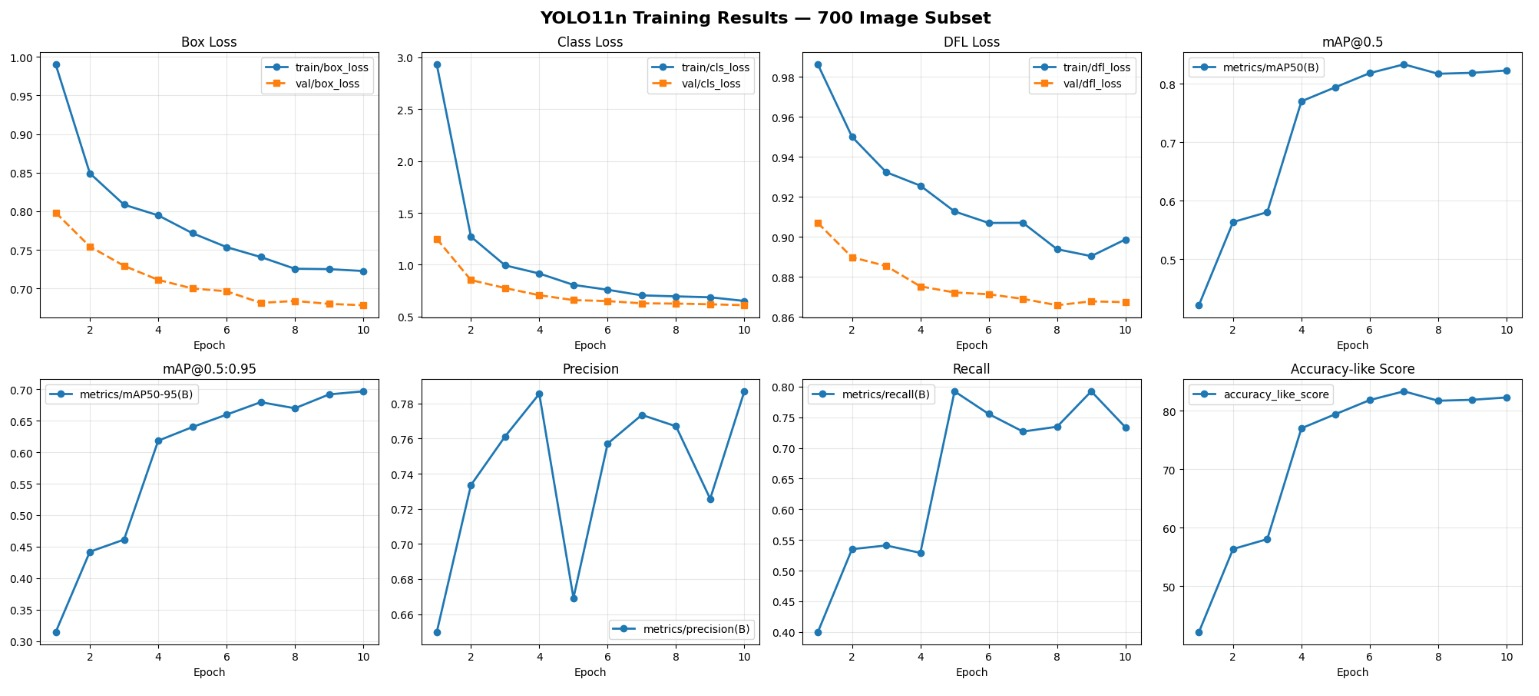 YOLO11n Training Results — 700 Image Subset
Box Loss
1.00
0.95
0.90
0.85
0.80
0.75
0.70
train/box_loss
val/box_loss
2 4 6 8 10
Epoch
Class Loss
3.0
2.5
2.0
1.5
1.0
0.5
train/cls_loss
val/cls_loss
2 4 6 8 10
Epoch
DFL Loss
0.98
0.96
0.94
0.92
0.90
0.88
0.86
train/dfl_loss
val/dfl_loss
2 4 6 8 10
Epoch
mAP@0.5
0.8
0.7
0.6
0.5
metrics/mAP50(B)
2 4 6 8 10
Epoch
mAP@0.5:0.95
0.70
0.65
0.60
0.55
0.50
0.45
0.40
0.35
0.30
metrics/mAP50-95(B)
2 4 6 8 10
Epoch
Precision
0.78
0.76
0.74
0.72
0.70
0.68
0.66
metrics/precision(B)
2 4 6 8 10
Epoch
Recall
0.80
0.75
0.70
0.65
0.60
0.55
0.50
0.45
0.40
metrics/recall(B)
2 4 6 8 10
Epoch
Accuracy-like Score
80
70
60
50
accuracy_like_score
2 4 6 8 10
Epoch